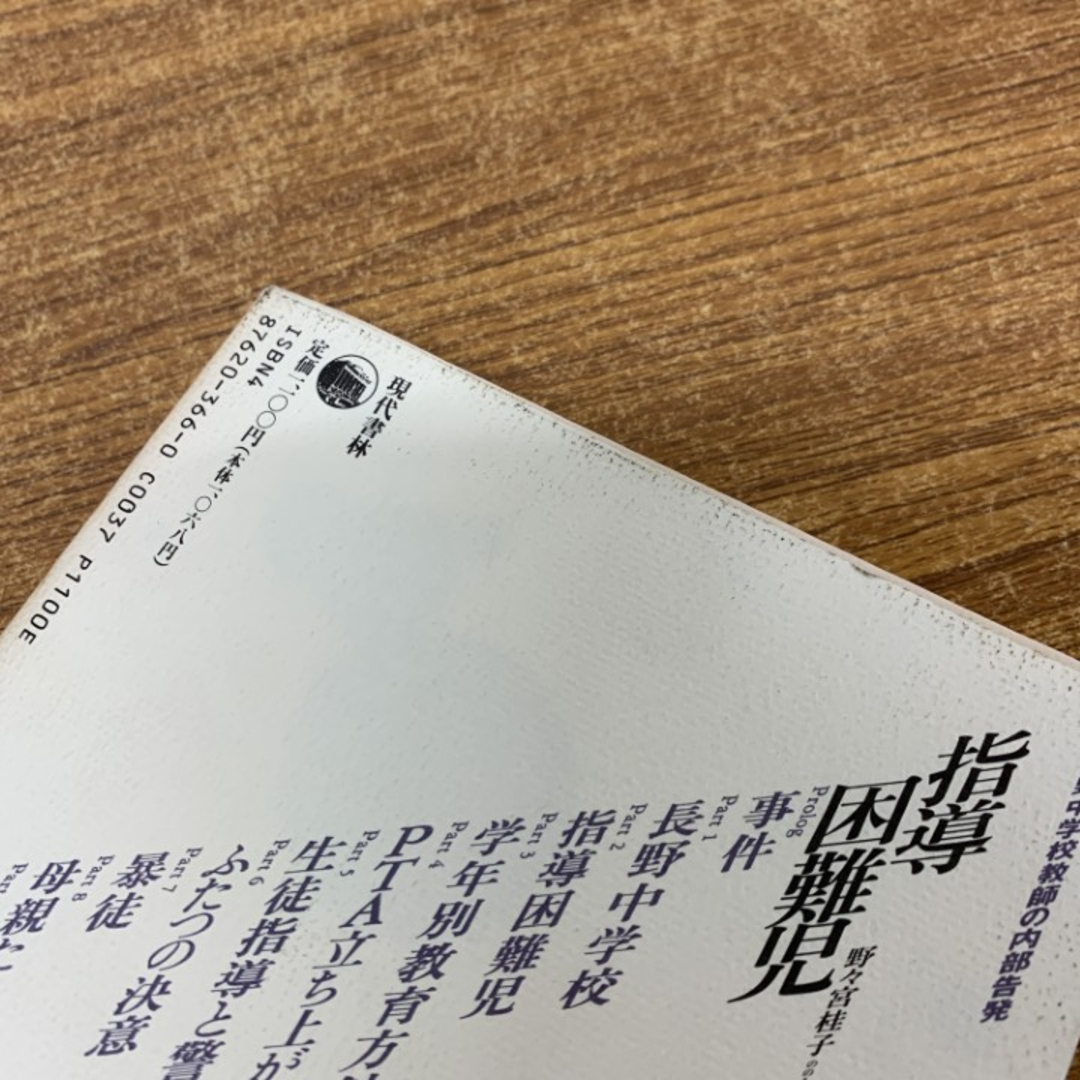 中学校教師の内部告発
指導
困難児
野々宮桂子
Prolog
事件
Part 1
長野中学校
Part 2
指導困難児
Part 3
学年別教育方
Part 4
PTA立ち上が
Part 5
生徒指導と警
Part 6
ふたつの決意
Part 7
暴徒
Part 8
母親
現代書林
定価一、一〇〇円(本体一、〇六八円)
ISBN4-87620-366-0 C0037 P1100E